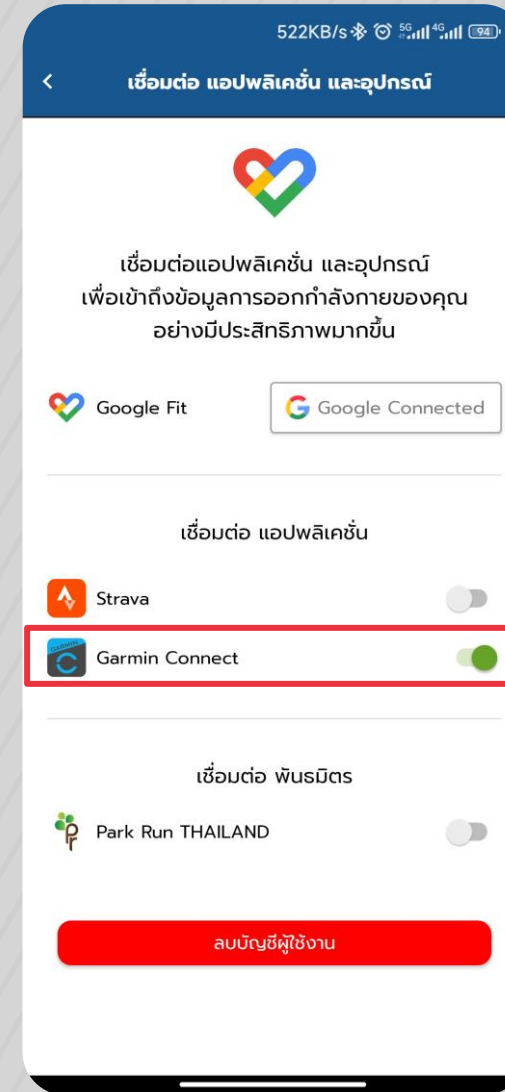 522KB/s 5G 4G 94
เชื่อมต่อ แอปพลิเคชั่น และอุปกรณ์
เชื่อมต่อแอปพลิเคชั่น และอุปกรณ์
เพื่อเข้าถึงข้อมูลการออกกำลังกายของคุณ
อย่างมีประสิทธิภาพมากขึ้น
Google Fit
G Google Connected
เชื่อมต่อ แอปพลิเคชั่น
Strava
GARMIN
Garmin Connect
เชื่อมต่อ พันธมิตร
pr
Park Run THAILAND
ลบบัญชีผู้ใช้งาน